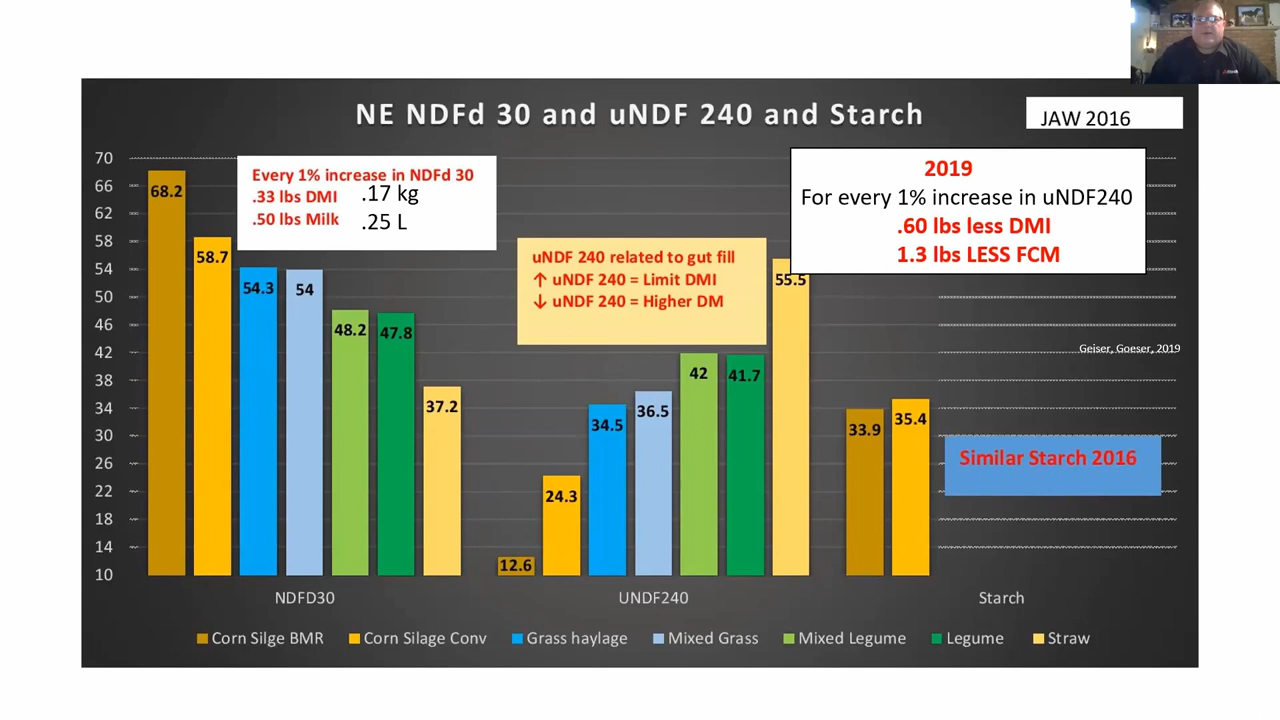 NE NDFd 30 and uNDF 240 and Starch
JAW 2016
70
66
62
58
54
50
46
42
38
34
30
26
22
18
14
10
Every 1% increase in NDFd 30
.33 lbs DMI .17 kg
.50 lbs Milk .25 L
uNDF 240 related to gut fill
↑ uNDF 240 = Limit DMI
↓ uNDF 240 = Higher DM
2019
For every 1% increase in uNDF240
.60 lbs less DMI
1.3 lbs LESS FCM
Geiser, Goeser, 2019
Similar Starch 2016
68.2
58.7
54.3
54
48.2
47.8
37.2
12.6
24.3
34.5
36.5
42
41.7
55.5
33.9
35.4
NDFD30 UNDF240 Starch
Corn Silge BMR Corn Silage Conv Grass haylage Mixed Grass Mixed Legume Legume Straw